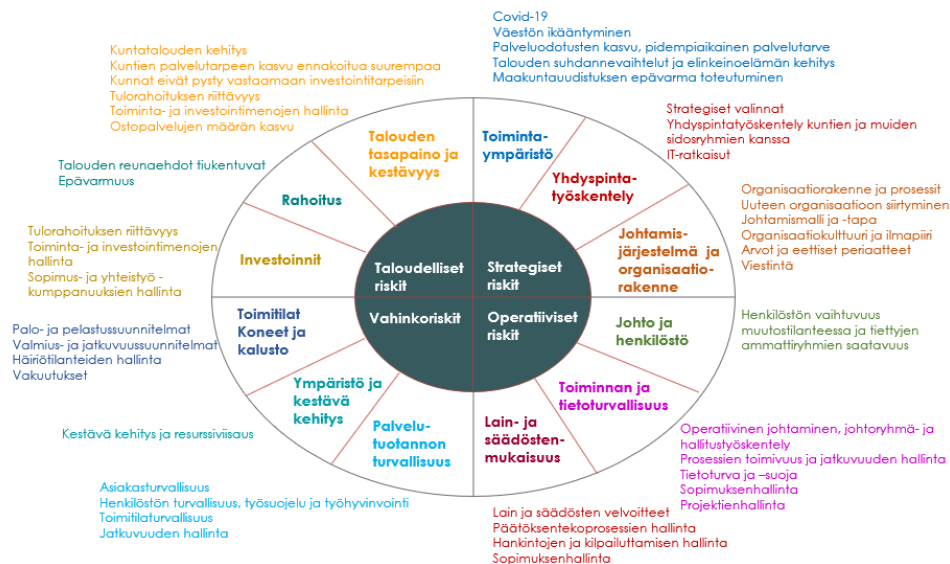 Covid-19
Väestön ikääntyminen
Palveluodotusten kasvu, pidempiaikainen palvelutarve
Talouden suhdannevaihtelut ja elinkeinoelämän kehitys
Maakuntauudistuksen epävarma toteutuminen
Kuntatalouden kehitys
Kuntien palvelutarpeen kasvu ennakoitua suurempaa
Kunnat eivät pysty vastaamaan investointitarpeisiin
Tulorahoituksen riittävyys
Toiminta- ja investointimenojen hallinta
Ostopalvelujen määrän kasvu
Strategiset valinnat
Yhdyspintatyöskentely kuntien ja muiden
sidosryhmien kanssa
IT-ratkaisut
Talouden reunaehdot tiukentuvat
Epävarmuus
Organisaatiorakenne ja prosessit
Uuteen organisaatioon siirtyminen
Johtamismalli ja -tapa
Organisaatiokulttuuri ja ilmapiiri
Arvot ja eettiset periaatteet
Viestintä
Tulorahoituksen riittävyys
Toiminta- ja investointimenojen
hallinta
Sopimus- ja yhteistyö -
kumppanuuksien hallinta
Talouden
tasapaino ja
kestävyys
Toiminta-
ympäristö
Yhdyspinta-
työskentely
Rahoitus
Investoinnit
Johtamis-
järjestelmä ja
organisaatio-
rakenne
Taloudelliset
riskit
Strategiset
riskit
Vahinkoriskit
Operatiiviset
riskit
Toimitilat
Koneet ja
kalusto
Johto ja
henkilöstö
Ympäristö ja
kestävä
kehitys
Toiminnan ja
tietoturvallisuus
Palvelu-
tuotannon
turvallisuus
Lain- ja
säädösten-
mukaisuus
Palo- ja pelastussuunnitelmat
Valmius- ja jatkuvuussuunnitelmat
Häiriötilanteiden hallinta
Vakuutukset
Henkilöstön vaihtuvuus
muutostilanteessa ja tiettyjen
ammattiryhmien saatavuus
Kestävä kehitys ja resurssiviisaus
Operatiivinen johtaminen, johtoryhmä- ja
hallitustyöskentely
Prosessien toimivuus ja jatkuvuuden hallinta
Tietoturva ja –suoja
Sopimuksenhallinta
Projektienhallinta
Asiakasturvallisuus
Henkilöstön turvallisuus, työsuojelu ja työhyvinvointi
Toimitilaturvallisuus
Jatkuvuuden hallinta
Lain ja säädösten velvoitteet
Päätöksentekoprosessien hallinta
Hankintojen ja kilpailuttamisen hallinta
Sopimuksenhallinta